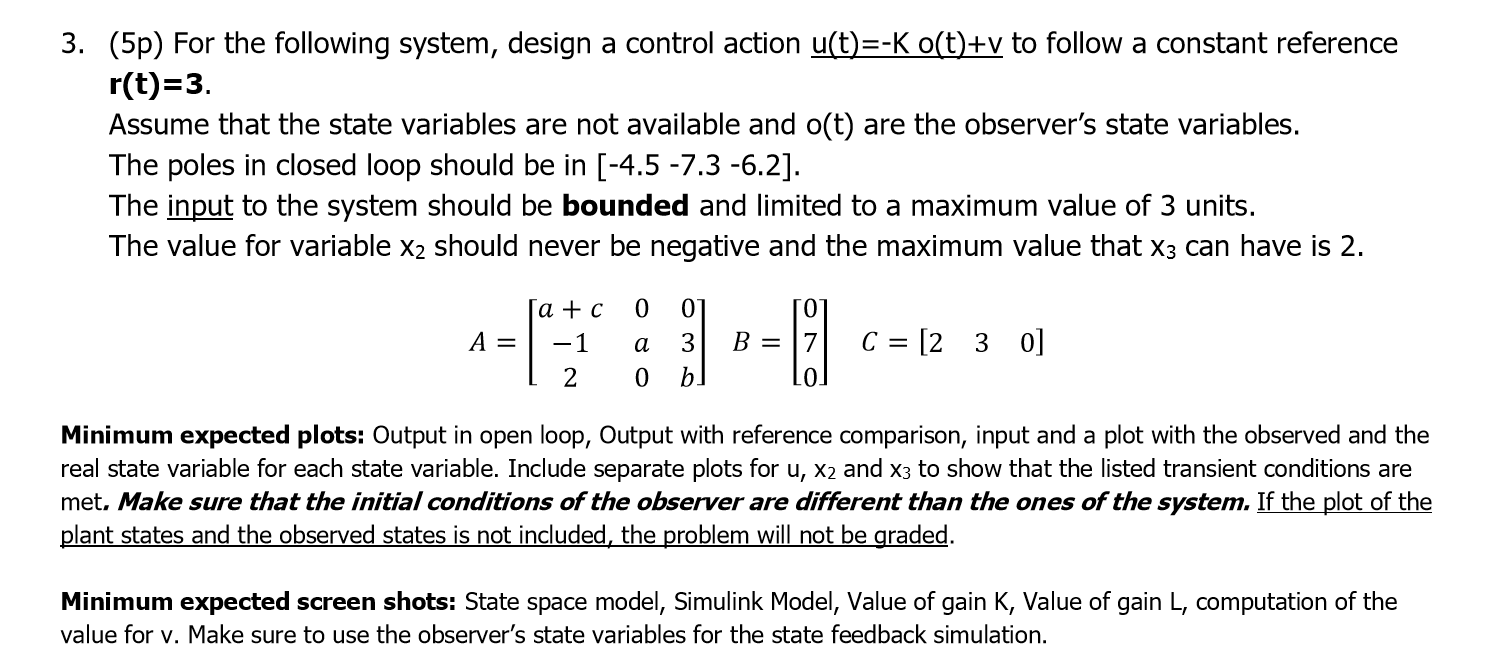 3. (5p) For the following system, design a control action u(t)=-K o(t)+v to follow a constant reference
r(t)=3.
Assume that the state variables are not available and o(t) are the observer’s state variables.
The poles in closed loop should be in [-4.5 -7.3 -6.2].
The input to the system should be bounded and limited to a maximum value of 3 units.
The value for variable x₂ should never be negative and the maximum value that x₃ can have is 2.
A = [a + c 0 0; −1 a 3; 2 0 b] B = [0; 7; 0] C = [2 3 0]
Minimum expected plots: Output in open loop, Output with reference comparison, input and a plot with the observed and the
real state variable for each state variable. Include separate plots for u, x₂ and x₃ to show that the listed transient conditions are
met. Make sure that the initial conditions of the observer are different than the ones of the system. If the plot of the
plant states and the observed states is not included, the problem will not be graded.
Minimum expected screen shots: State space model, Simulink Model, Value of gain K, Value of gain L, computation of the
value for v. Make sure to use the observer’s state variables for the state feedback simulation.